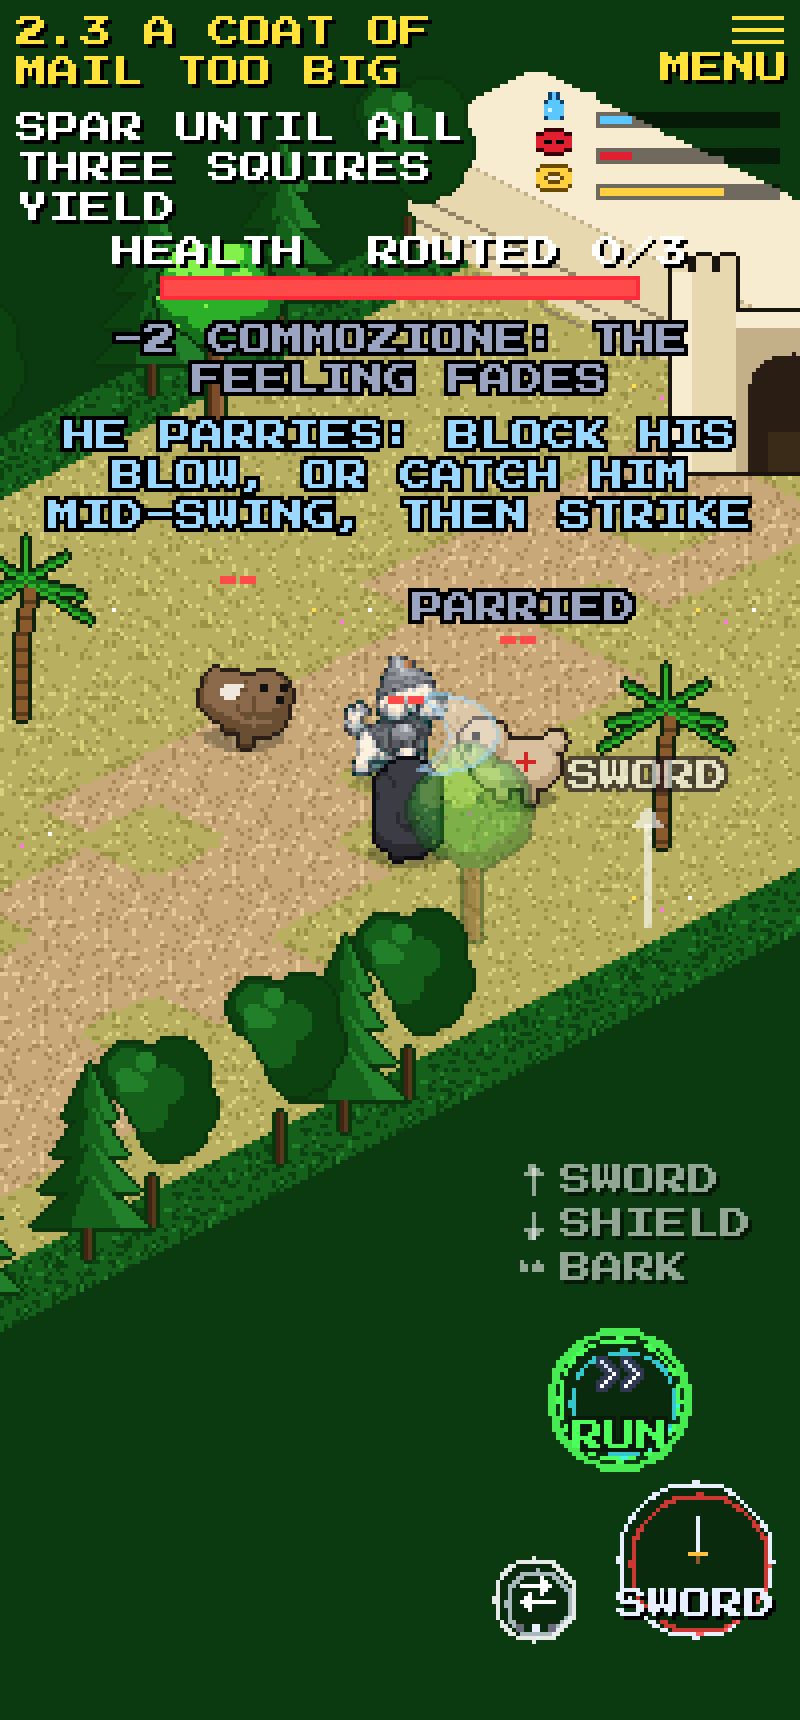 2.3 A COAT OF
MAIL TOO BIG
MENU
SPAR UNTIL ALL
THREE SQUIRES
YIELD
HEALTH ROUTED 0/3
-2 COMMOZIONE: THE
FEELING FADES
HE PARRIES: BLOCK HIS
BLOW, OR CATCH HIM
MID-SWING, THEN STRIKE
PARRIED
SWORD
SWORD
SHIELD
BARK
RUN
SWORD